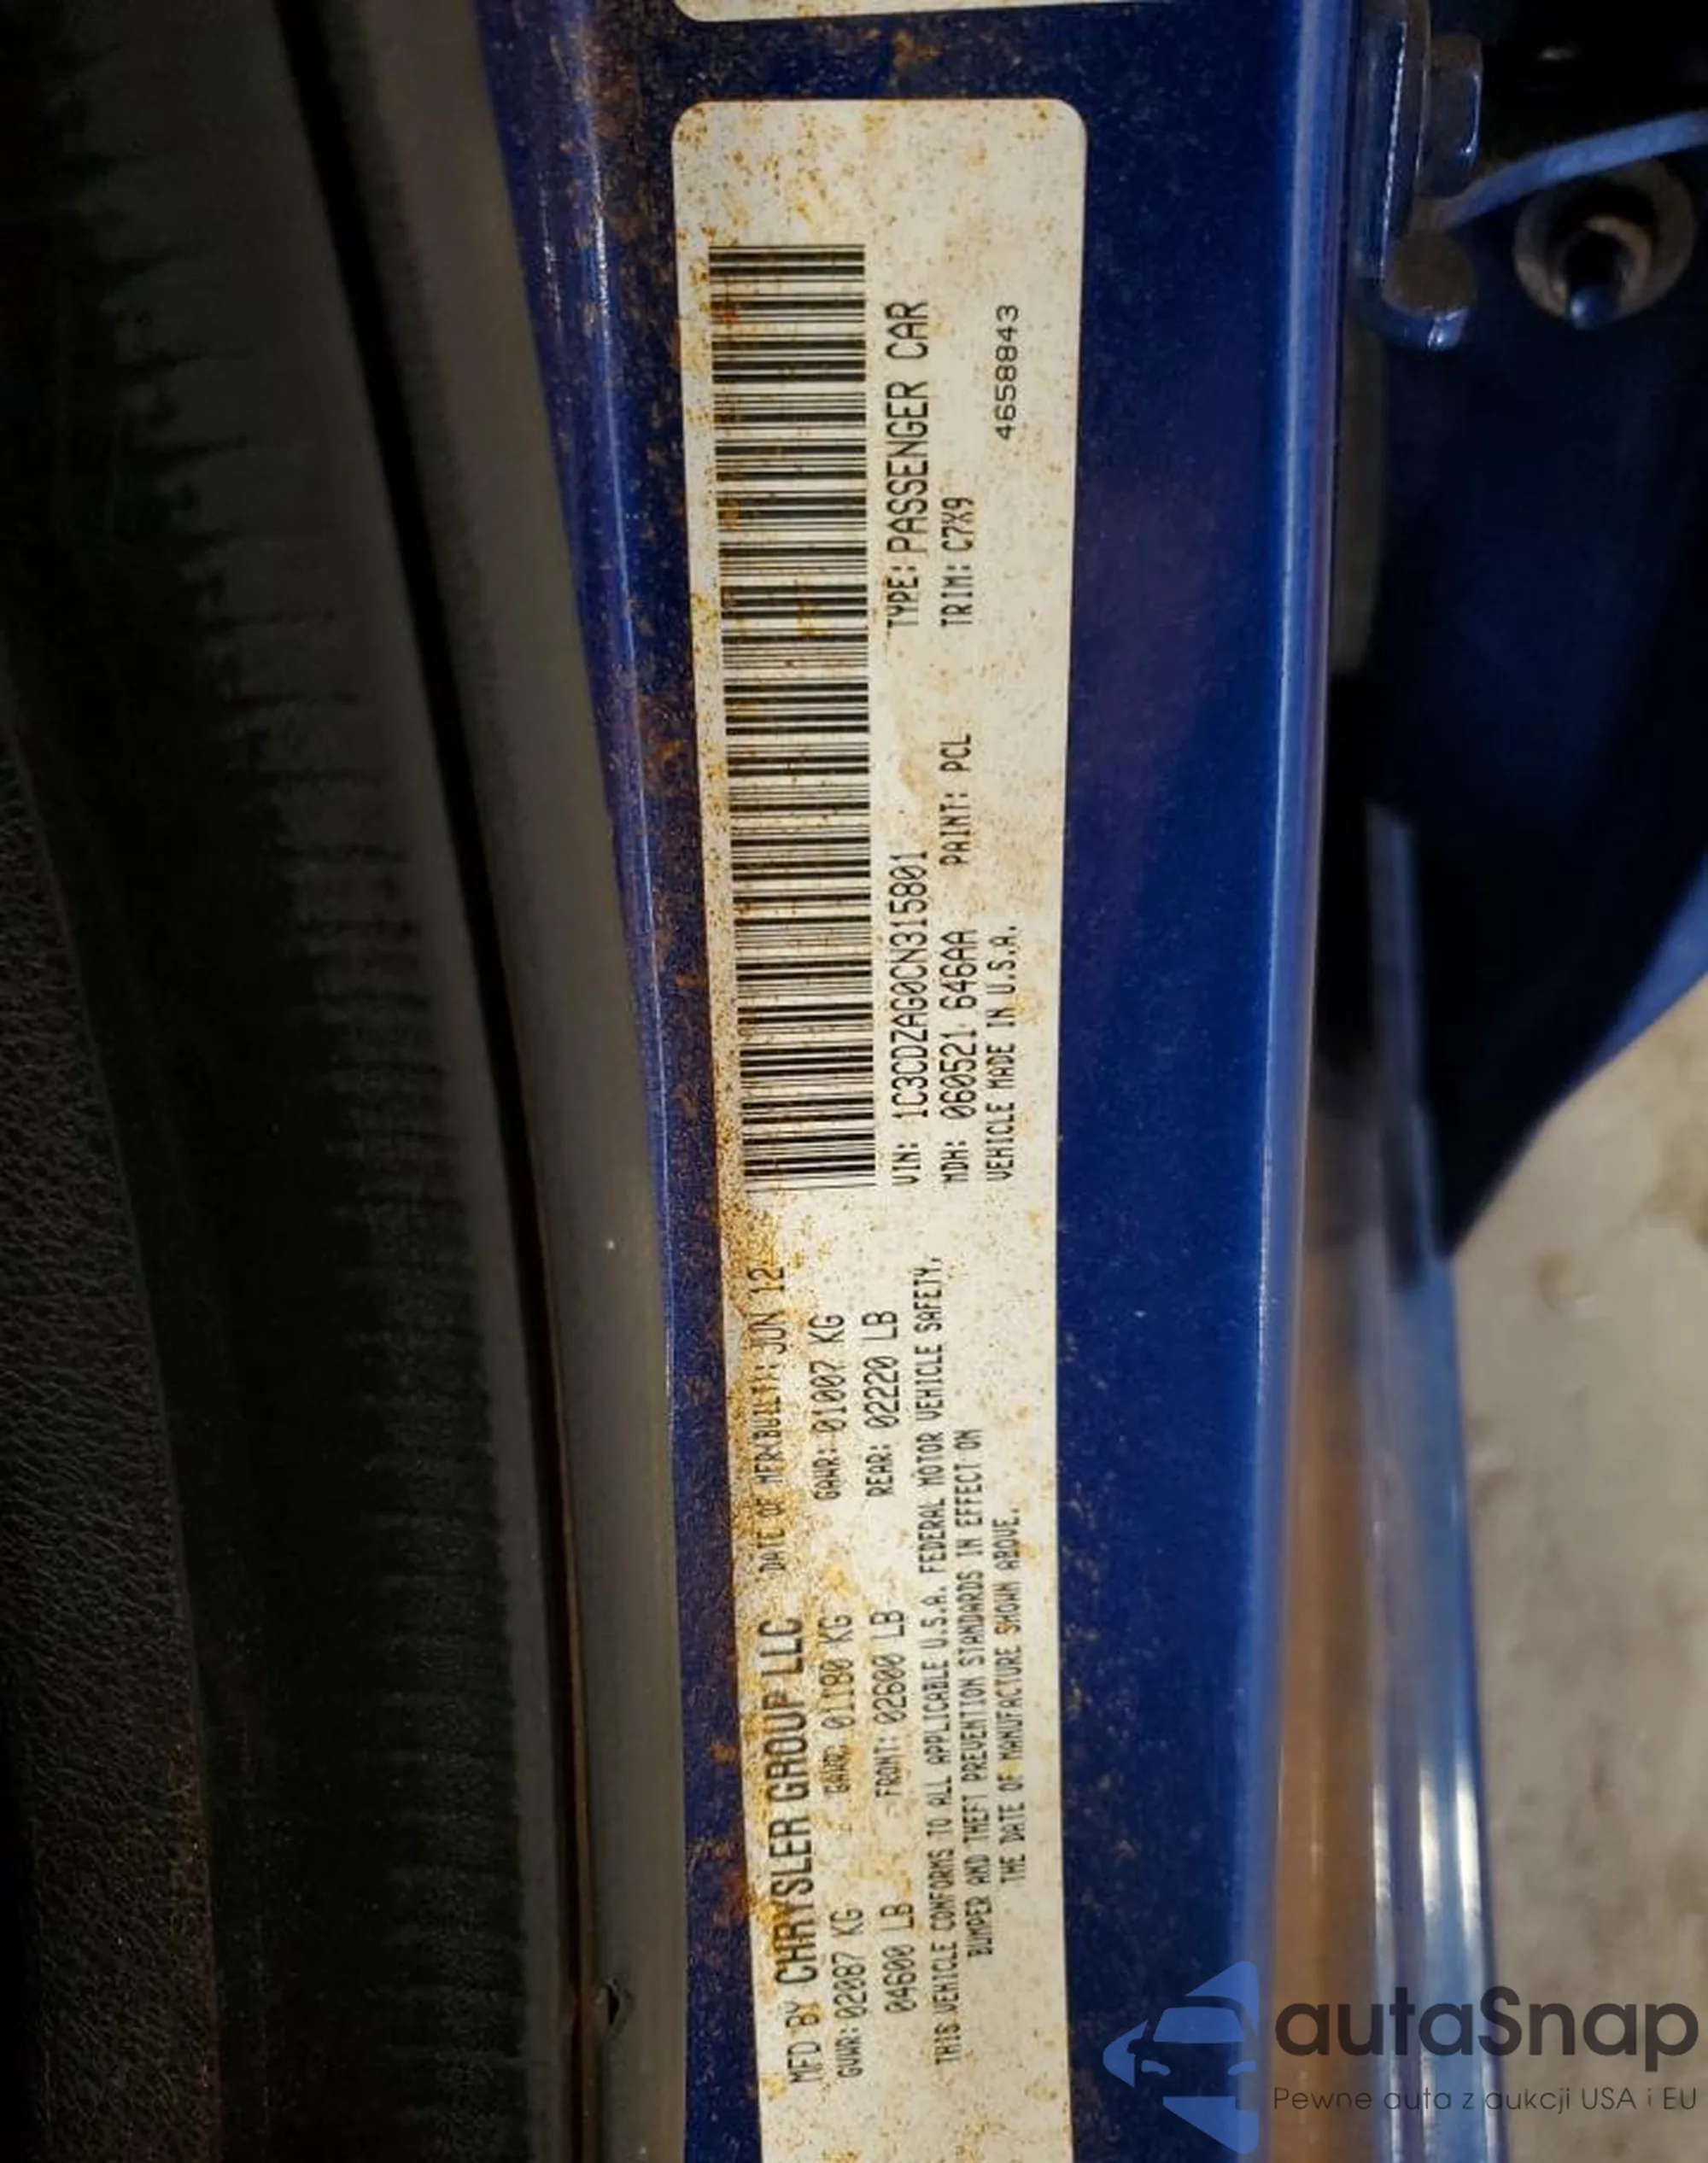 MFD BY CHRYSLER GROUP LLC DATE OF MFR(BUILT): JUN 12
GVWR: 02087 KG GAWR: 01180 KG GAWR: 01007 KG
04600 LB FRONT: 02600 LB REAR: 02220 LB
THIS VEHICLE CONFORMS TO ALL APPLICABLE U.S.A. FEDERAL MOTOR VEHICLE SAFETY,
BUMPER AND THEFT PREVENTION STANDARDS IN EFFECT ON
THE DATE OF MANUFACTURE SHOWN ABOVE.
VIN: 1C3CDZAG0CN315801 TYPE: PASSENGER CAR
MDH: 060521 646AA PAINT: PCL TRIM: C7X9
VEHICLE MADE IN U.S.A.
4658843
autaSnap
Pewne auta z aukcji USA i EU